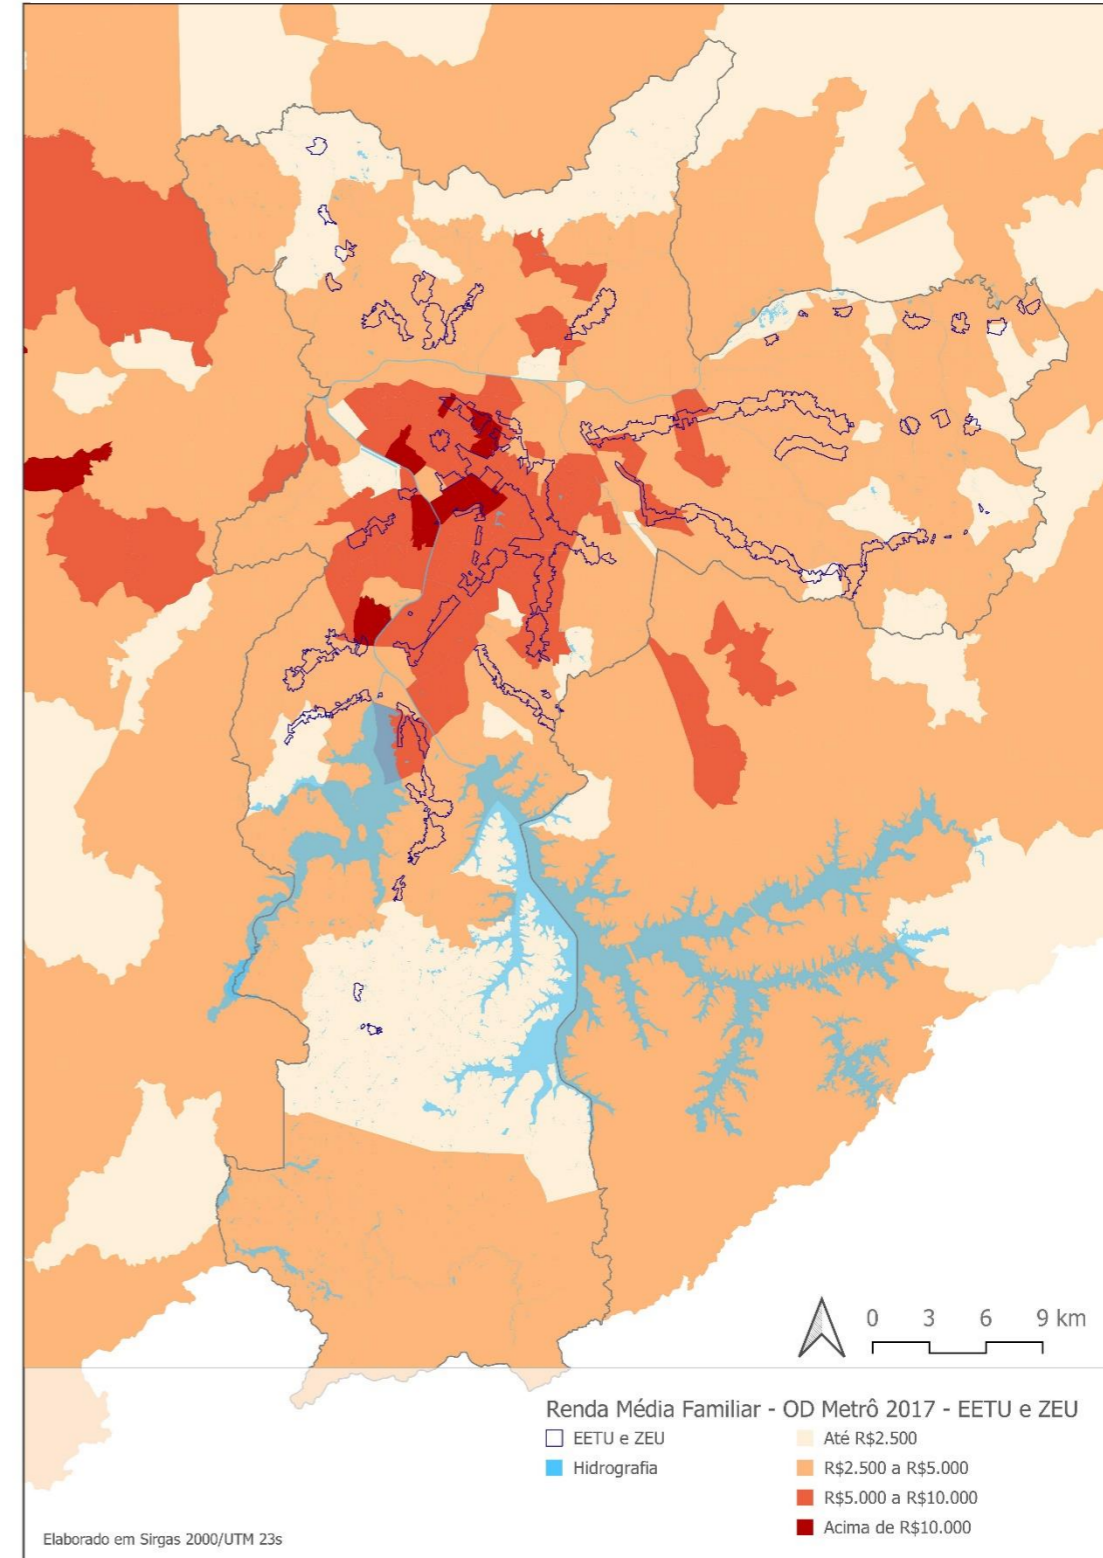 0 3 6 9 km
Renda Média Familiar - OD Metrô 2017 - EETU e ZEU
EETU e ZEU
Hidrografia
Até R$2.500
R$2.500 a R$5.000
R$5.000 a R$10.000
Acima de R$10.000
Elaborado em Sirgas 2000/UTM 23s